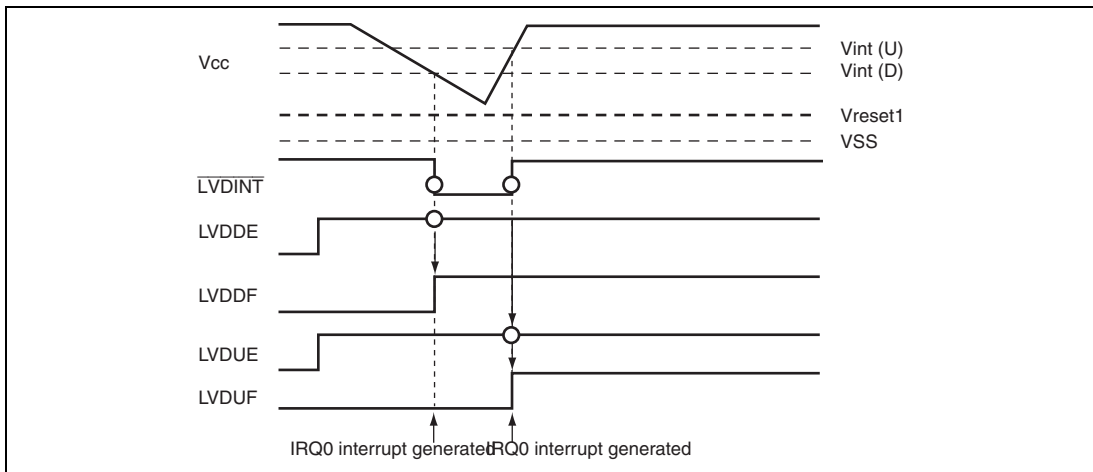 Vcc
Vint (U)
Vint (D)
Vreset1
VSS
LVDINT
LVDDE
LVDDF
LVDUE
LVDUF
IRQ0 interrupt generated
IRQ0 interrupt generated